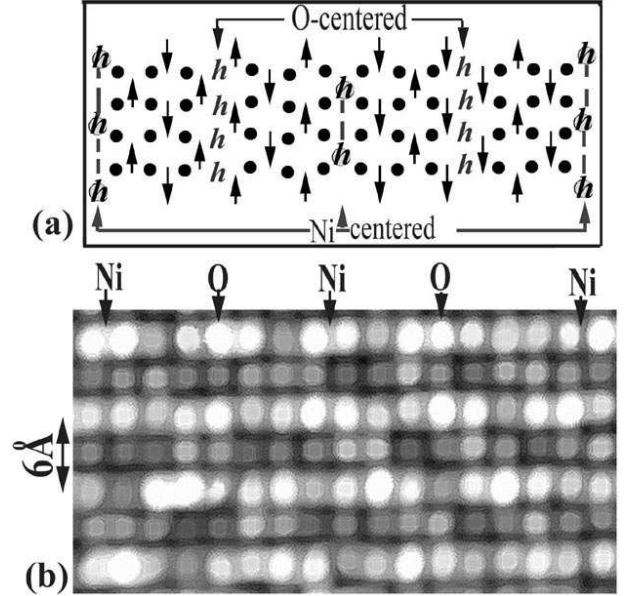 O-centered
h h h h
h h h
h h h h
h h h h
h
(a) Ni-centered
Ni O Ni O Ni
6Å
(b)